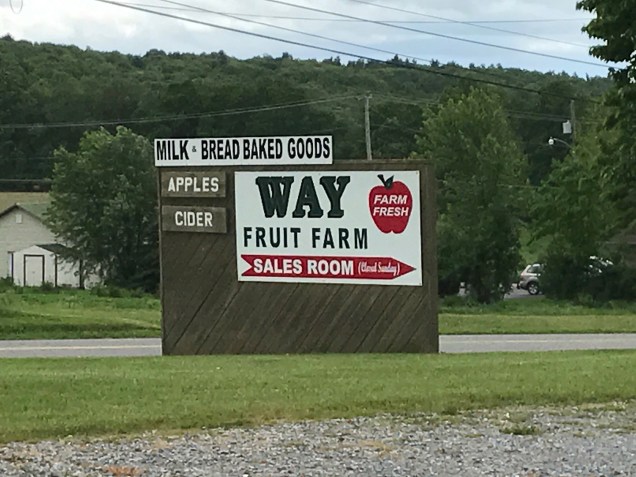 MILK & BREAD BAKED GOODS
APPLES
CIDER
WAY
FARM
FRESH
FRUIT FARM
SALES ROOM (Closed Sunday)